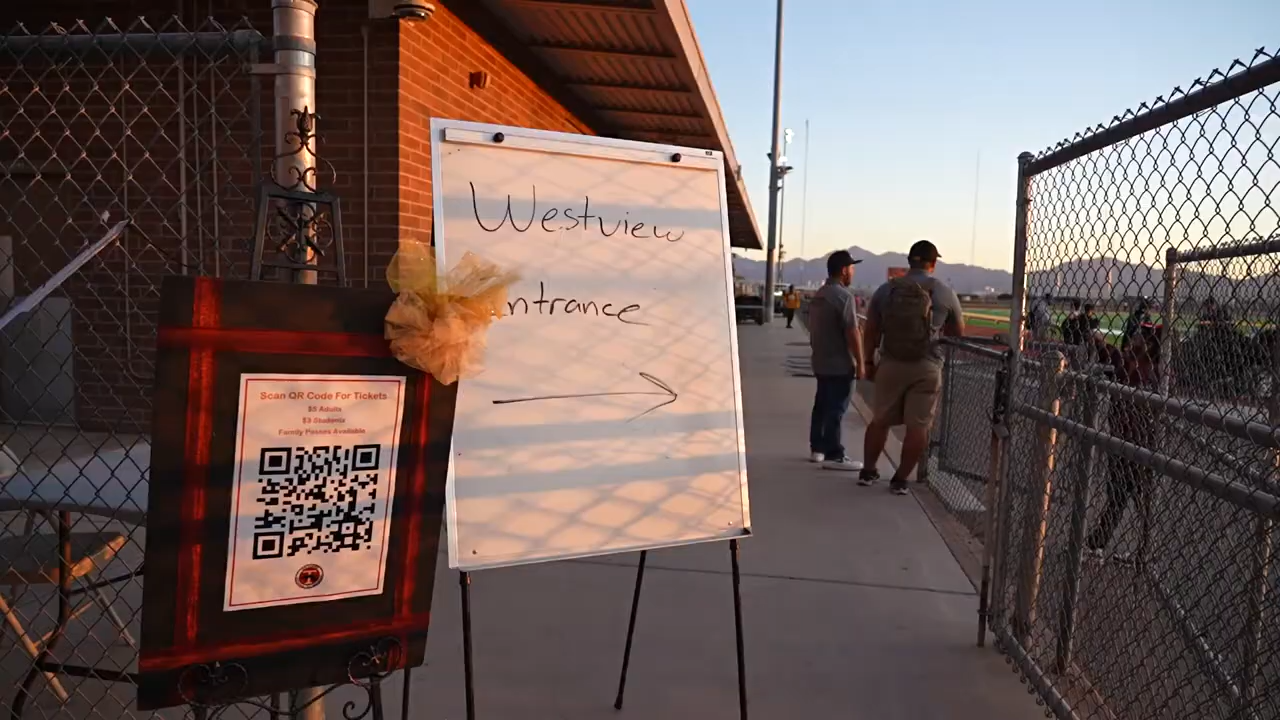 Westview
ntrance
Scan QR Code For Tickets
$5 Adults
$3 Students
Family Passes Available